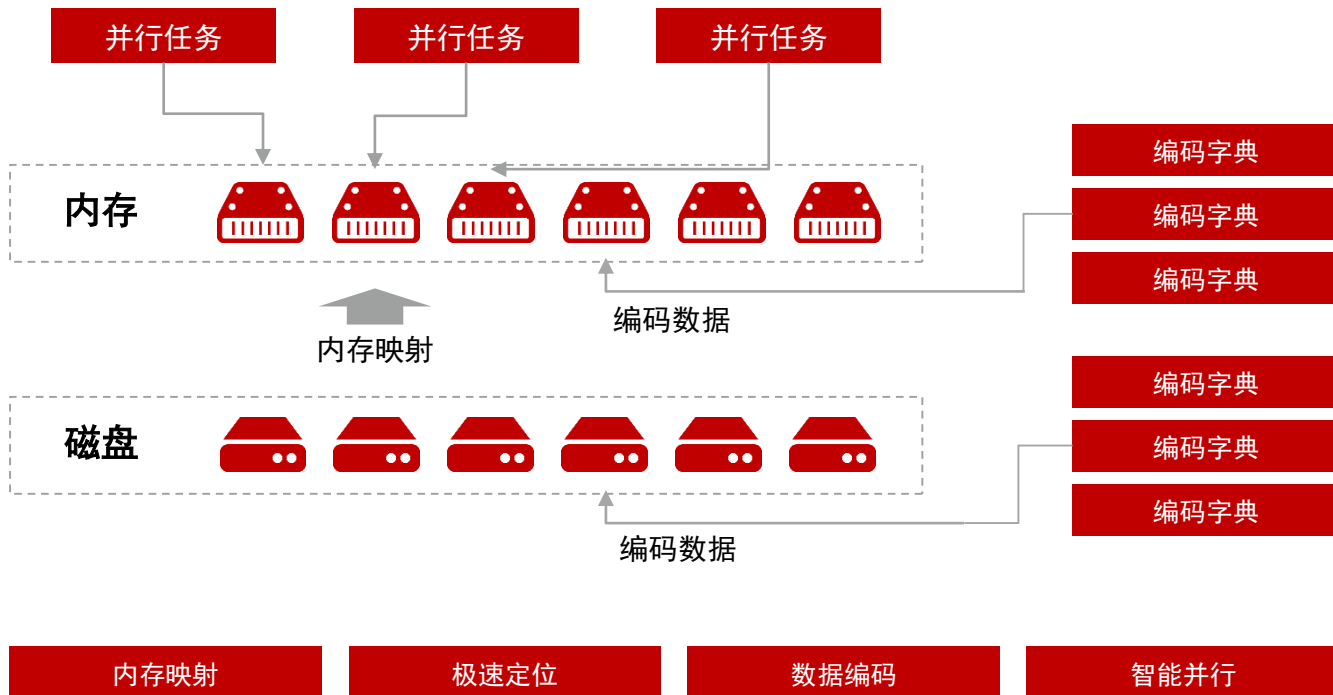 并行任务
并行任务
并行任务
编码字典
内存
编码字典
编码字典
编码数据
内存映射
编码字典
磁盘
编码字典
编码字典
编码数据
内存映射
极速定位
数据编码
智能并行